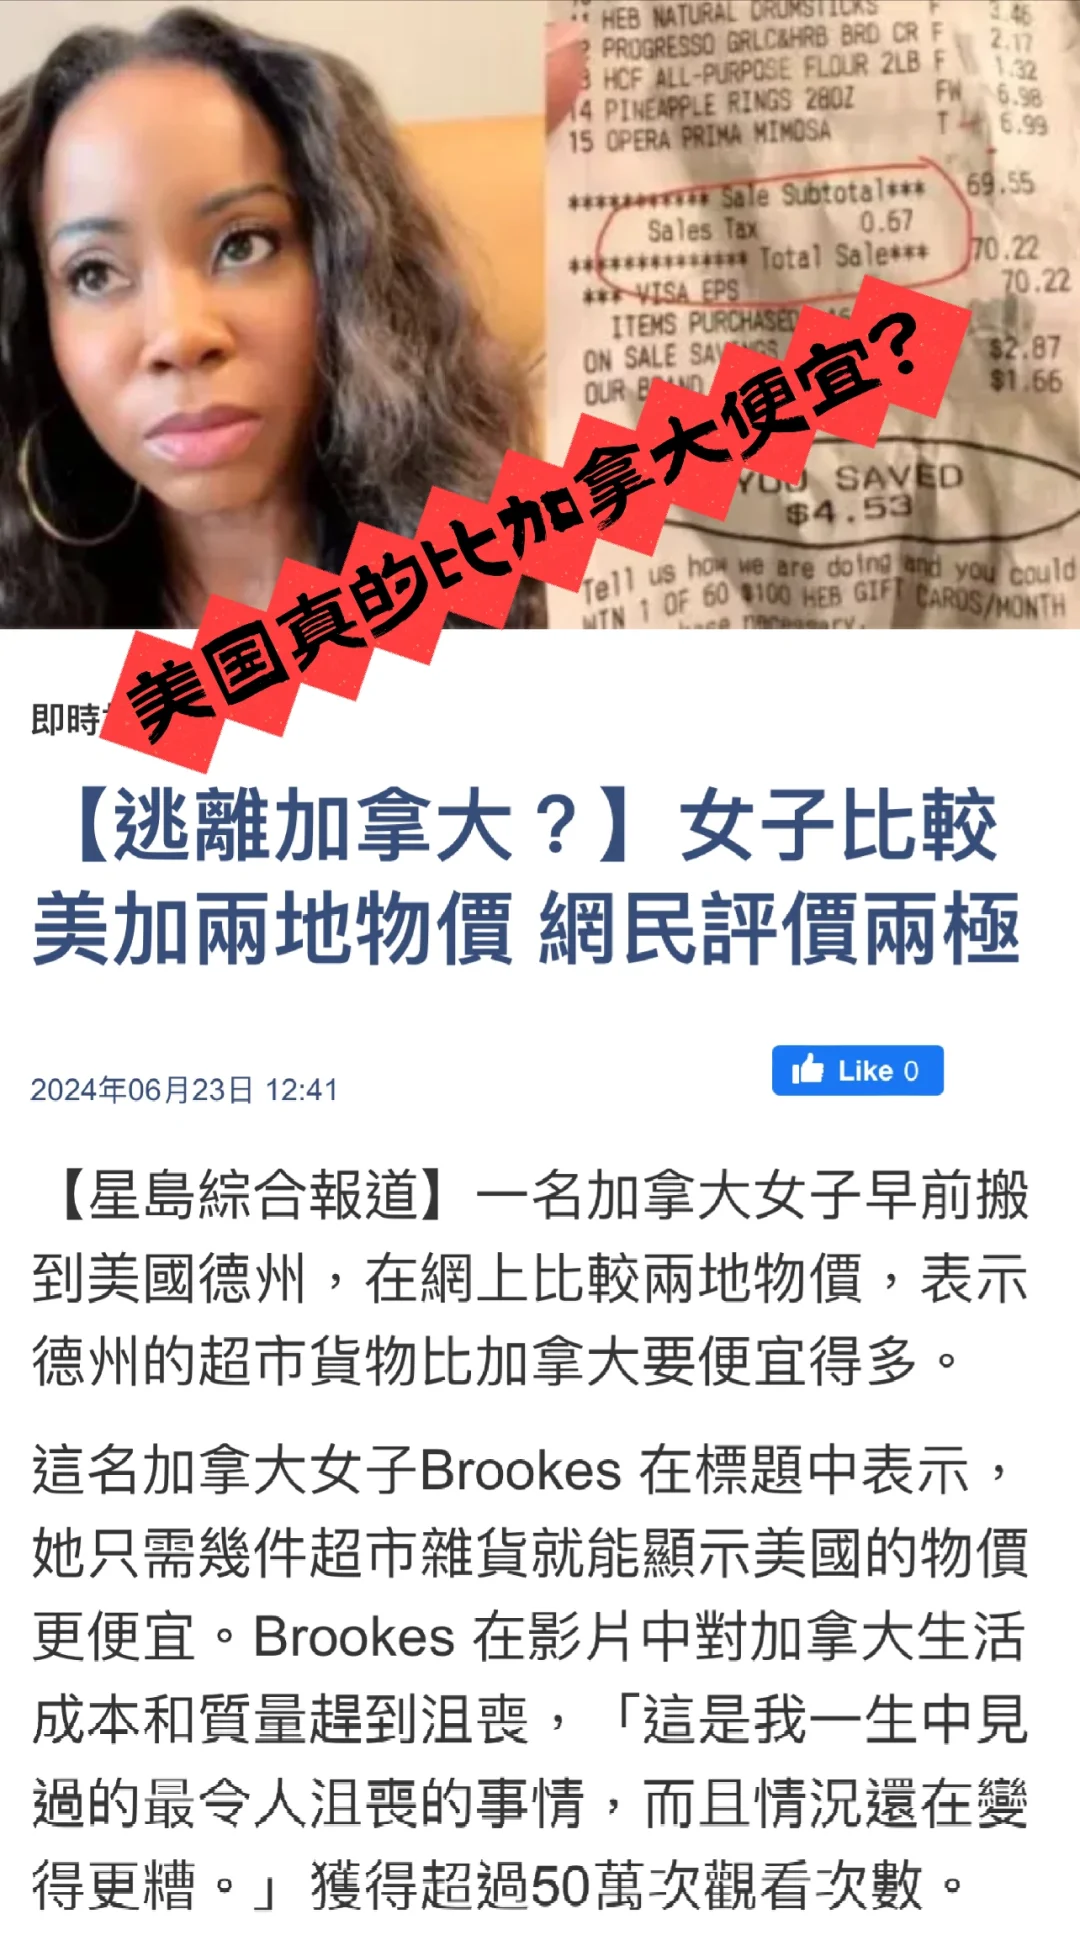 HEB NATURAL DRUMSTICKS F 3.46
2 PROGRESSO GRLC&HRB BRD CR F 2.17
3 HCF ALL-PURPOSE FLOUR 2LB F 1.32
14 PINEAPPLE RINGS 28OZ FW 6.98
15 OPERA PRIMA MIMOSA T 6.99
*********** Sale Subtotal*** 69.55
Sales Tax 0.67
************** Total Sale*** 70.22
*** VISA EPS 70.22
ITEMS PURCHASED
ON SALE SAVINGS $2.87
OUR BRAND $1.66
YOU SAVED
$4.53
Tell us how we are doing and you could
WIN 1 OF 60 $100 HEB GIFT CARDS/MONTH
necessary.
美国真的比加拿大便宜?
即時
【逃離加拿大？】女子比較
美加兩地物價 網民評價兩極
2024年06月23日 12:41
Like 0
【星島綜合報道】一名加拿大女子早前搬
到美國德州，在網上比較兩地物價，表示
德州的超市貨物比加拿大要便宜得多。
這名加拿大女子Brookes 在標題中表示，
她只需幾件超市雜貨就能顯示美國的物價
更便宜。Brookes 在影片中對加拿大生活
成本和質量趕到沮喪，「這是我一生中見
過的最令人沮喪的事情，而且情況還在變
得更糟。」獲得超過50萬次觀看次數。